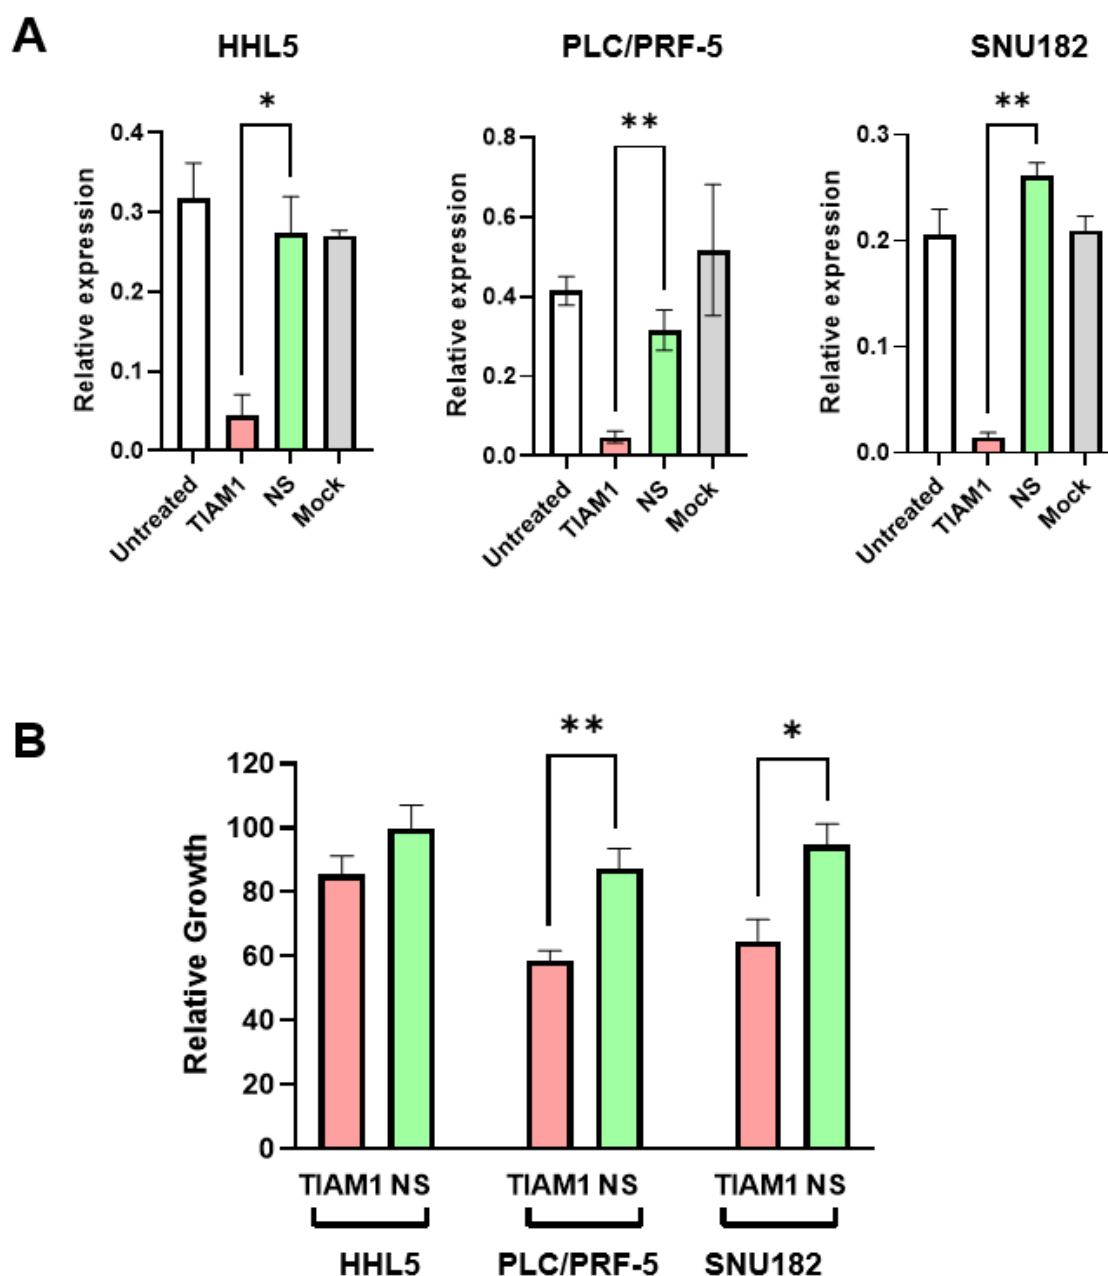 A
HHL5
PLC/PRF-5
SNU182
*
**
**
Relative expression
0.4
0.3
0.2
0.1
0.0
Untreated
TIAM1
NS
Mock
Relative expression
0.8
0.6
0.4
0.2
0.0
Untreated
TIAM1
NS
Mock
Relative expression
0.3
0.2
0.1
0.0
Untreated
TIAM1
NS
Mock
B
**
*
Relative Growth
120
100
80
60
40
20
0
TIAM1 NS
TIAM1 NS
TIAM1 NS
HHL5
PLC/PRF-5
SNU182